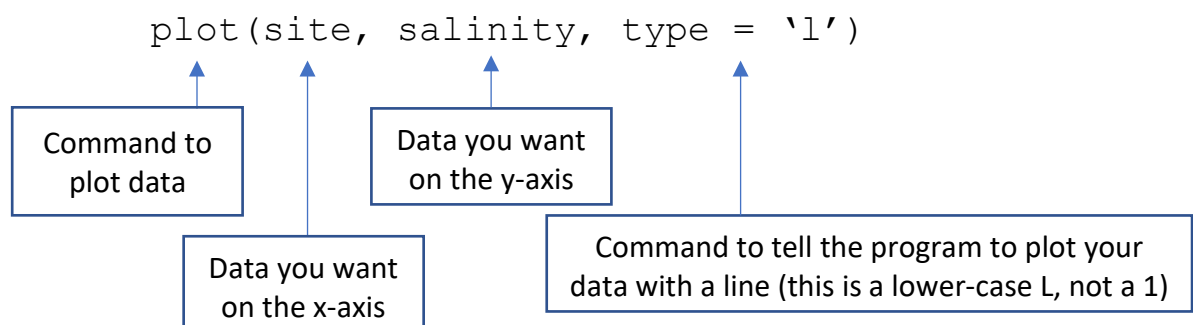 plot(site, salinity, type = ‘l’)
Command to
plot data
Data you want
on the x-axis
Data you want
on the y-axis
Command to tell the program to plot your
data with a line (this is a lower-case L, not a 1)